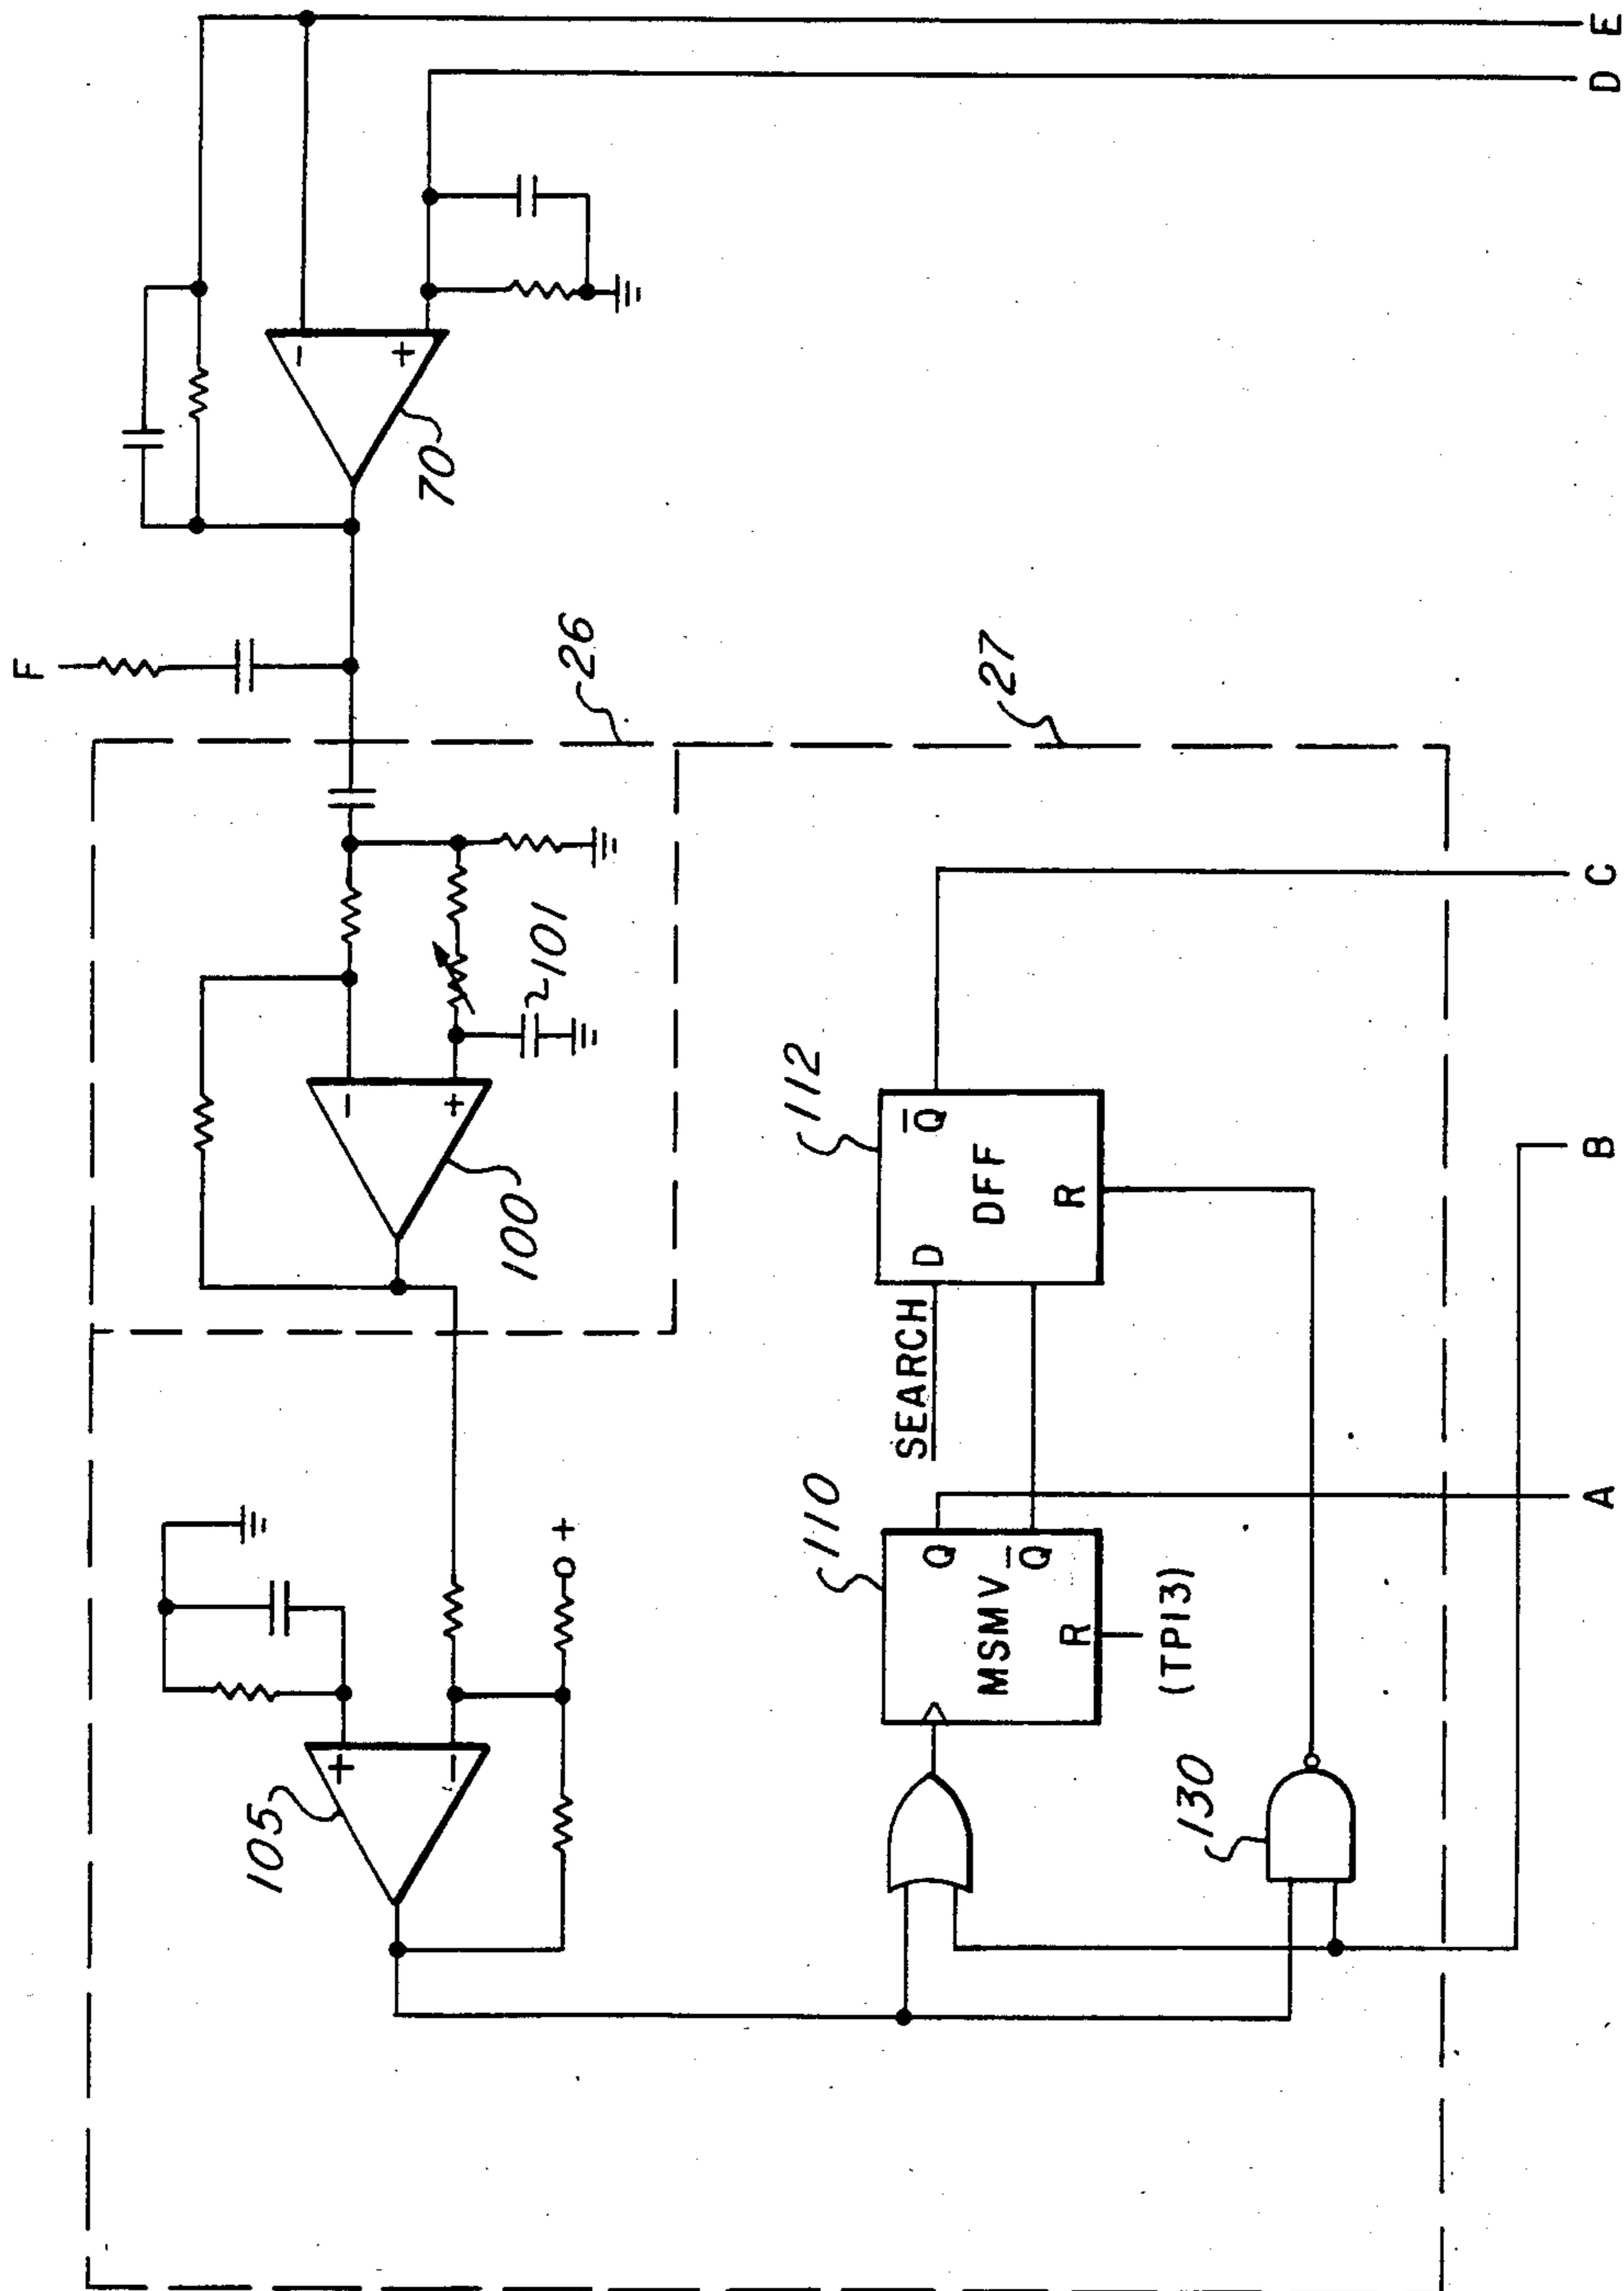 F
105
+
-
+
-
+
70
-
+
100
101
26
+
110
SEARCH
112
Q
MSMV
Q̅
R
(TP13)
D
Q̅
DFF
R
27
130
A
B
C
D
E